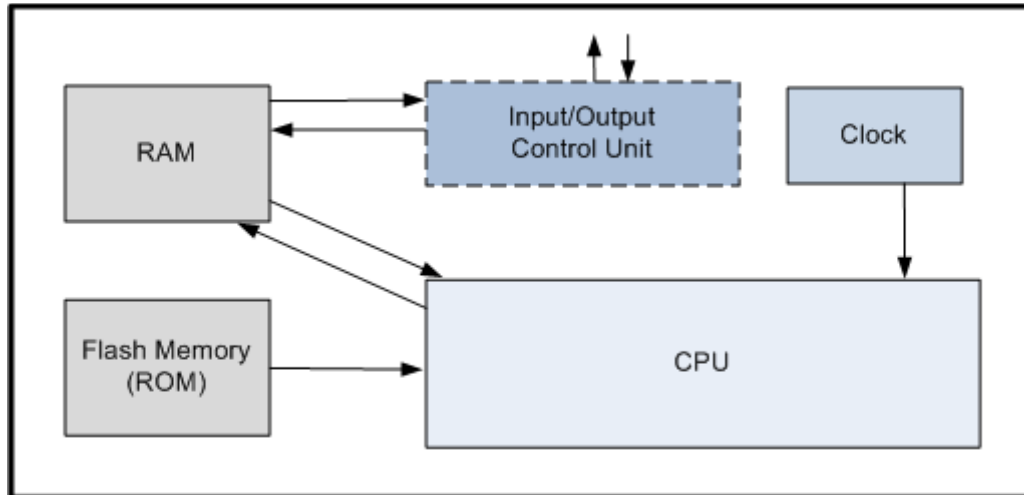 RAM
Input/Output
Control Unit
Clock
Flash Memory
(ROM)
CPU